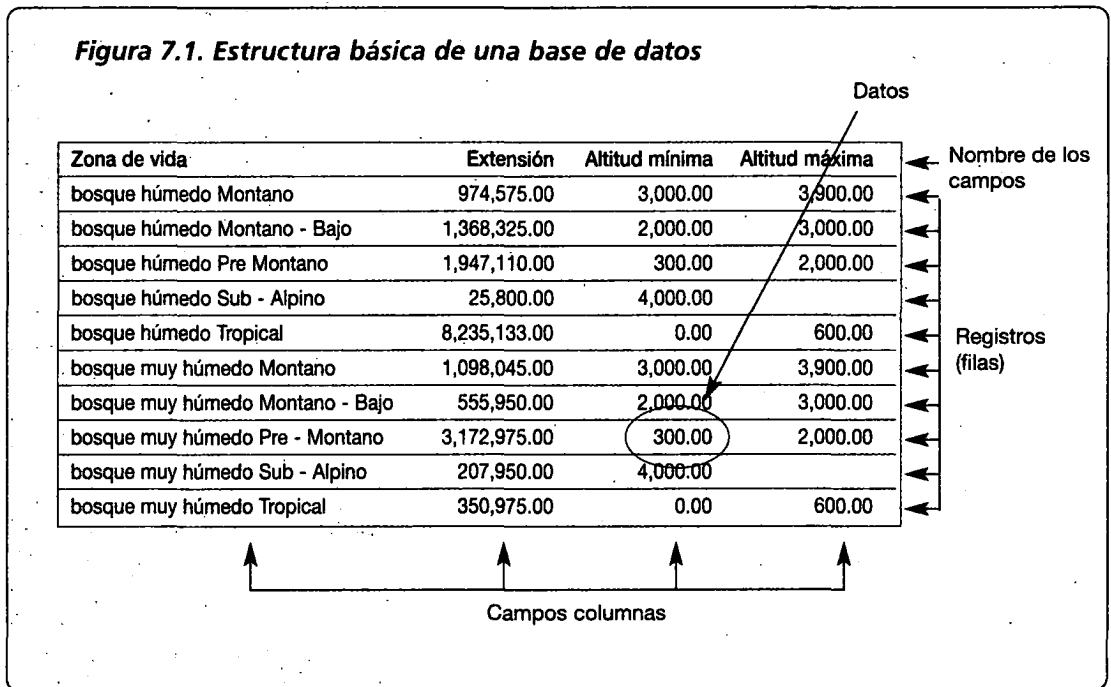 Figura 7.1. Estructura básica de una base de datos
Datos
Zona de vida Extensión Altitud mínima Altitud máxima
Nombre de los
campos
bosque húmedo Montano 974,575.00 3,000.00 3,900.00
bosque húmedo Montano - Bajo 1,368,325.00 2,000.00 3,000.00
bosque húmedo Pre Montano 1,947,110.00 300.00 2,000.00
bosque húmedo Sub - Alpino 25,800.00 4,000.00
bosque húmedo Tropical 8,235,133.00 0.00 600.00
Registros
(filas)
bosque muy húmedo Montano 1,098,045.00 3,000.00 3,900.00
bosque muy húmedo Montano - Bajo 555,950.00 2,000.00 3,000.00
bosque muy húmedo Pre - Montano 3,172,975.00 300.00 2,000.00
bosque muy húmedo Sub - Alpino 207,950.00 4,000.00
bosque muy húmedo Tropical 350,975.00 0.00 600.00
Campos columnas